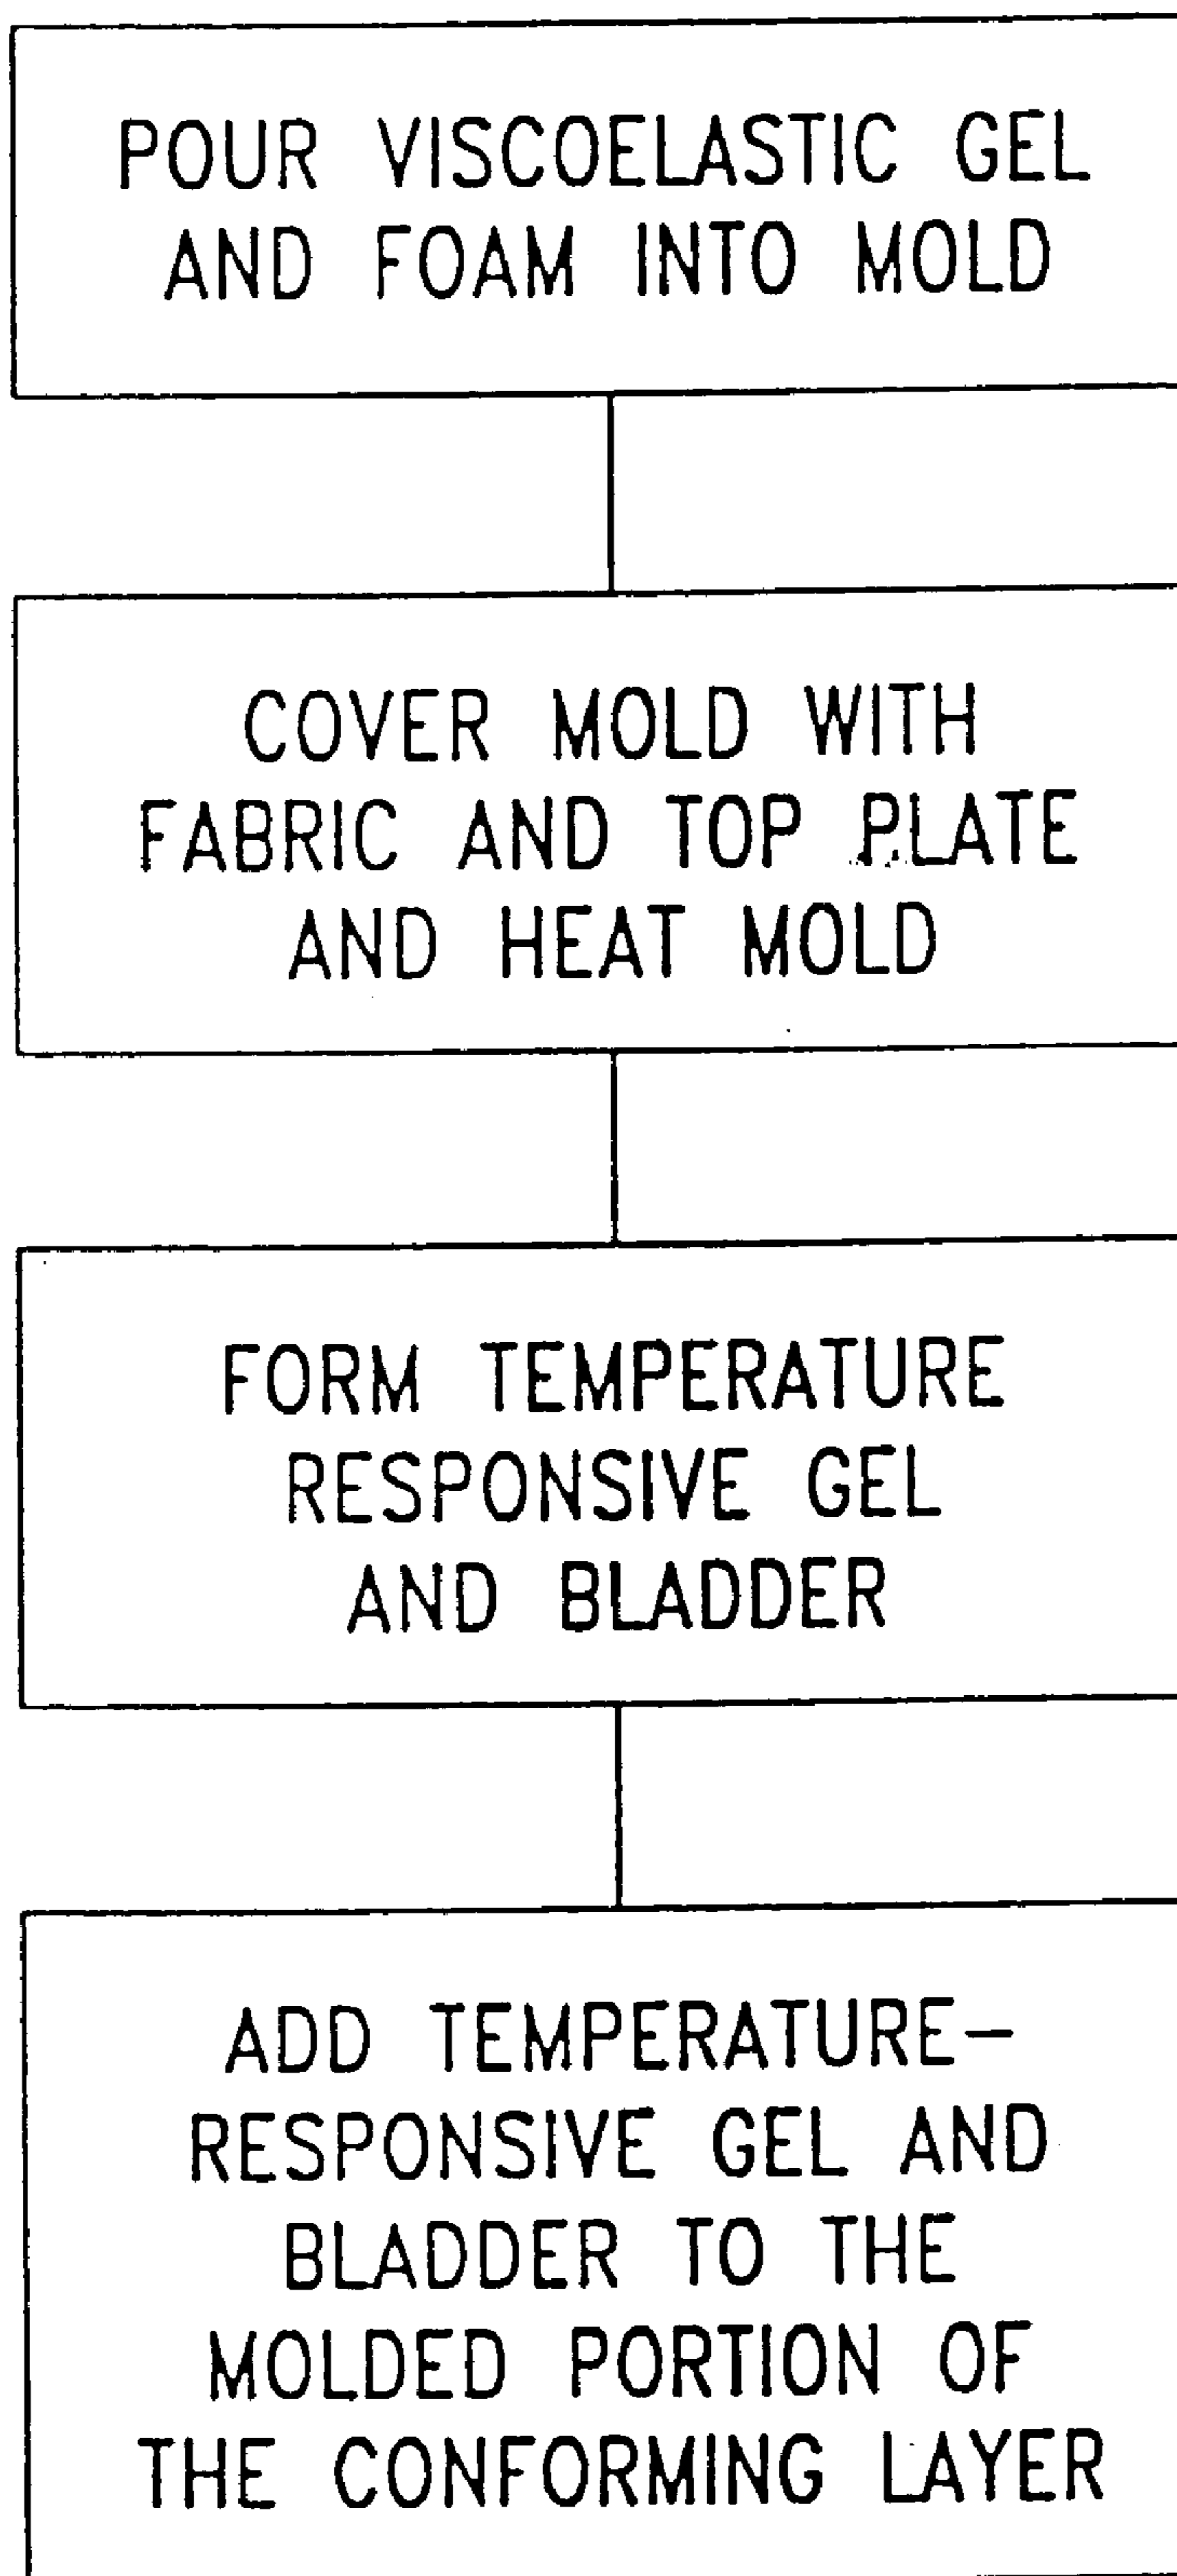 POUR VISCOELASTIC GEL
AND FOAM INTO MOLD
COVER MOLD WITH
FABRIC AND TOP PLATE
AND HEAT MOLD
FORM TEMPERATURE
RESPONSIVE GEL
AND BLADDER
ADD TEMPERATURE-
RESPONSIVE GEL AND
BLADDER TO THE
MOLDED PORTION OF
THE CONFORMING LAYER